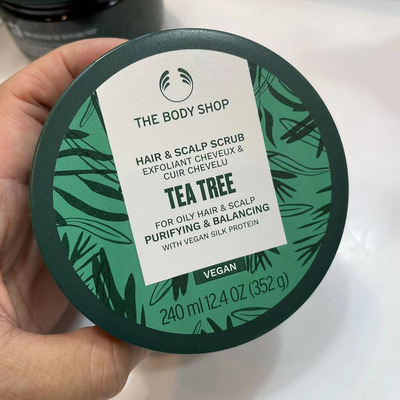 THE BODY SHOP
HAIR & SCALP SCRUB
EXFOLIANT CHEVEUX &
CUIR CHEVELU
TEA TREE
FOR OILY HAIR & SCALP
PURIFYING & BALANCING
WITH VEGAN SILK PROTEIN
VEGAN
240 ml 12.4 OZ (352 g)